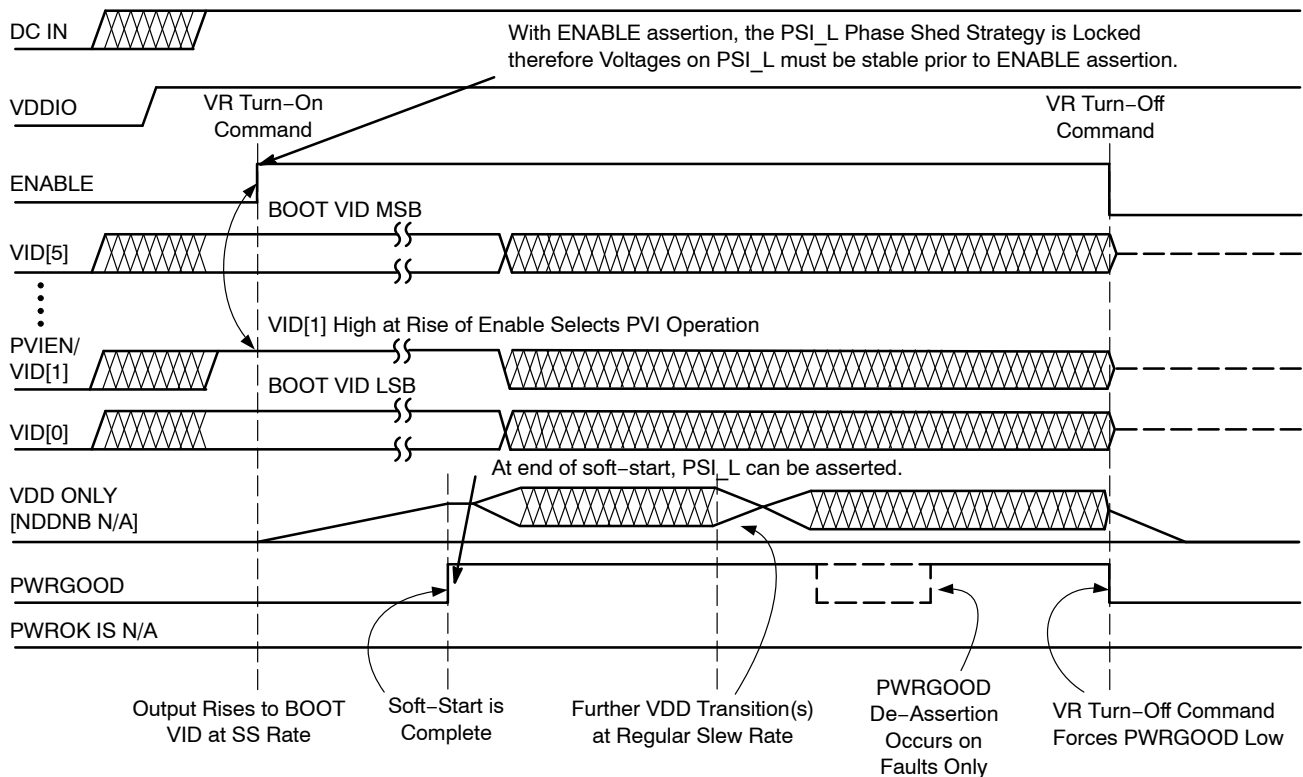 DC IN
With ENABLE assertion, the PSI_L Phase Shed Strategy is Locked
therefore Voltages on PSI_L must be stable prior to ENABLE assertion.
VDDIO
VR Turn−On
Command
VR Turn−Off
Command
ENABLE
BOOT VID MSB
VID[5]
VID[1] High at Rise of Enable Selects PVI Operation
PVIEN/
VID[1]
BOOT VID LSB
VID[0]
At end of soft−start, PSI_L can be asserted.
VDD ONLY
[NDDNB N/A]
PWRGOOD
PWROK IS N/A
Output Rises to BOOT
VID at SS Rate
Soft−Start is
Complete
Further VDD Transition(s)
at Regular Slew Rate
PWRGOOD
De−Assertion
Occurs on
Faults Only
VR Turn−Off Command
Forces PWRGOOD Low